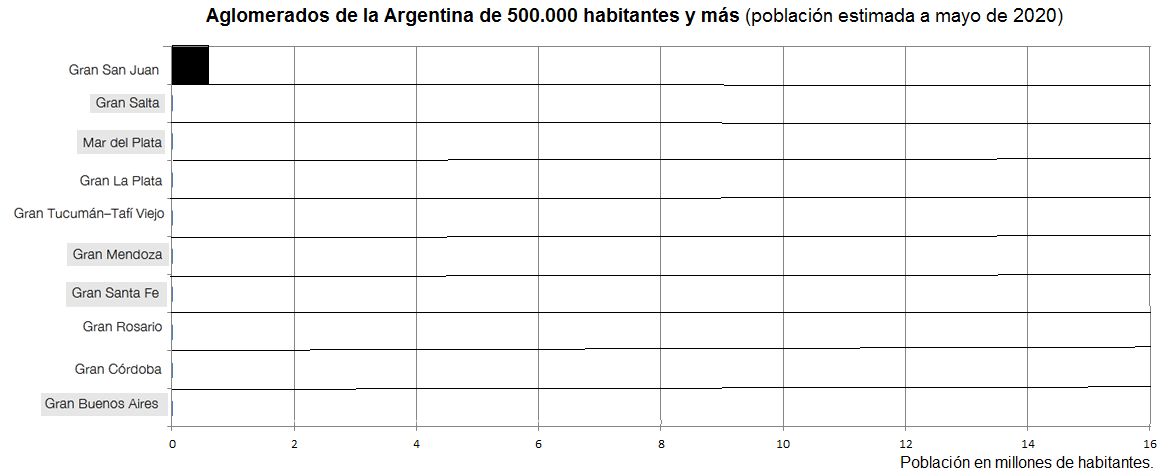 Aglomerados de la Argentina de 500.000 habitantes y más (población estimada a mayo de 2020)
Gran San Juan
Gran Salta
Mar del Plata
Gran La Plata
Gran Tucumán–Tafí Viejo
Gran Mendoza
Gran Santa Fe
Gran Rosario
Gran Córdoba
Gran Buenos Aires
0 2 4 6 8 10 12 14 16
Población en millones de habitantes.